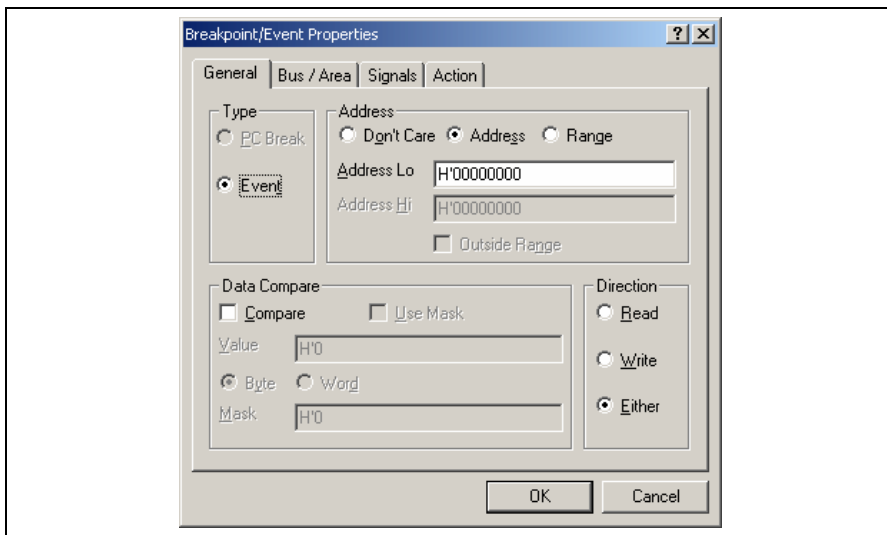 Breakpoint/Event Properties
General Bus / Area Signals Action
Type
PC Break
Event
Address
Don't Care Address Range
Address Lo H'00000000
Address Hi H'00000000
Outside Range
Data Compare
Compare Use Mask
Value H'0
Byte Word
Mask H'0
Direction
Read
Write
Either
OK Cancel